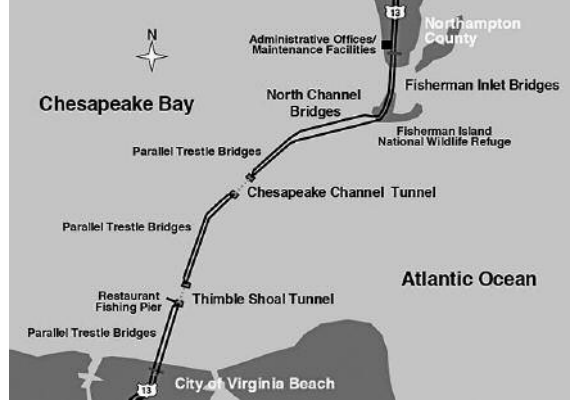 13
Northampton
County
Administrative Offices/
Maintenance Facilities
N
Fisherman Inlet Bridges
North Channel
Bridges
Chesapeake Bay
Fisherman Island
National Wildlife Refuge
Parallel Trestle Bridges
Chesapeake Channel Tunnel
Parallel Trestle Bridges
Atlantic Ocean
Restaurant
Fishing Pier
Thimble Shoal Tunnel
Parallel Trestle Bridges
City of Virginia Beach
13